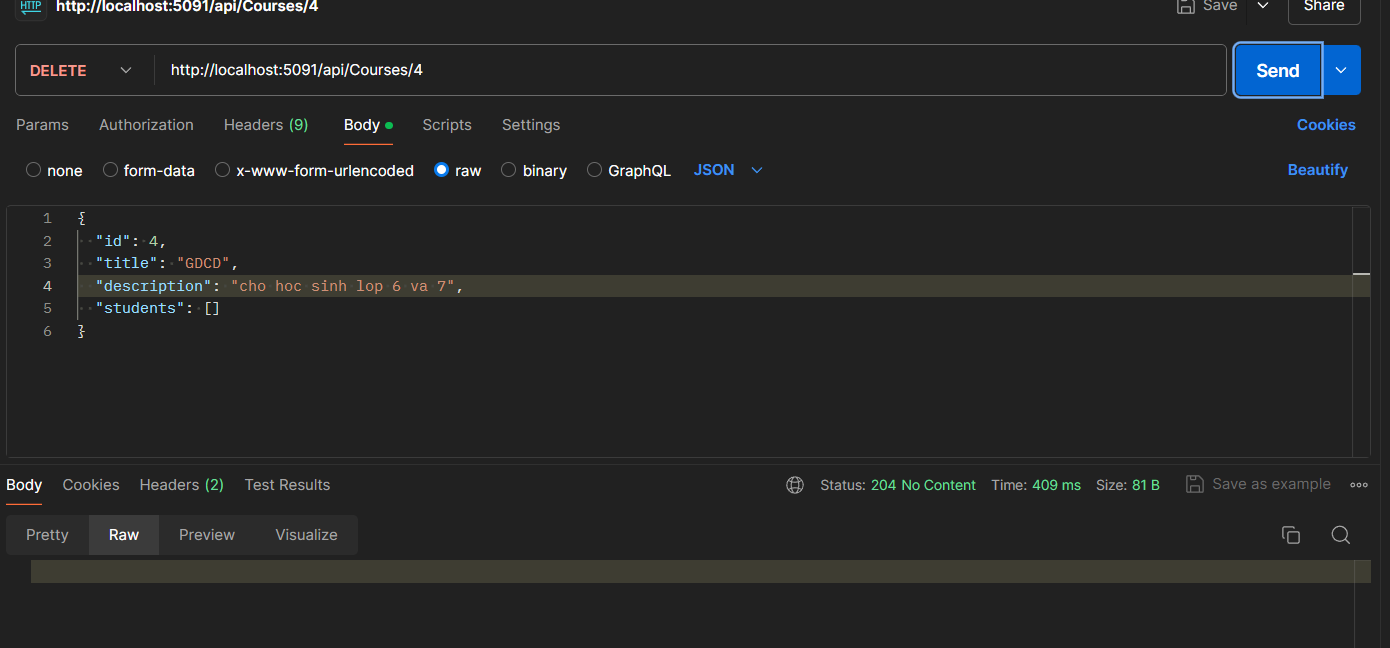 HTTP http://localhost:5091/api/Courses/4 Save Share
DELETE http://localhost:5091/api/Courses/4 Send
Params Authorization Headers (9) Body Scripts Settings Cookies
none form-data x-www-form-urlencoded raw binary GraphQL JSON Beautify
1 {
2 "id": 4,
3 "title": "GDCD",
4 "description": "cho hoc sinh lop 6 va 7",
5 "students": []
6 }
Body Cookies Headers (2) Test Results Status: 204 No Content Time: 409 ms Size: 81 B Save as example
Pretty Raw Preview Visualize